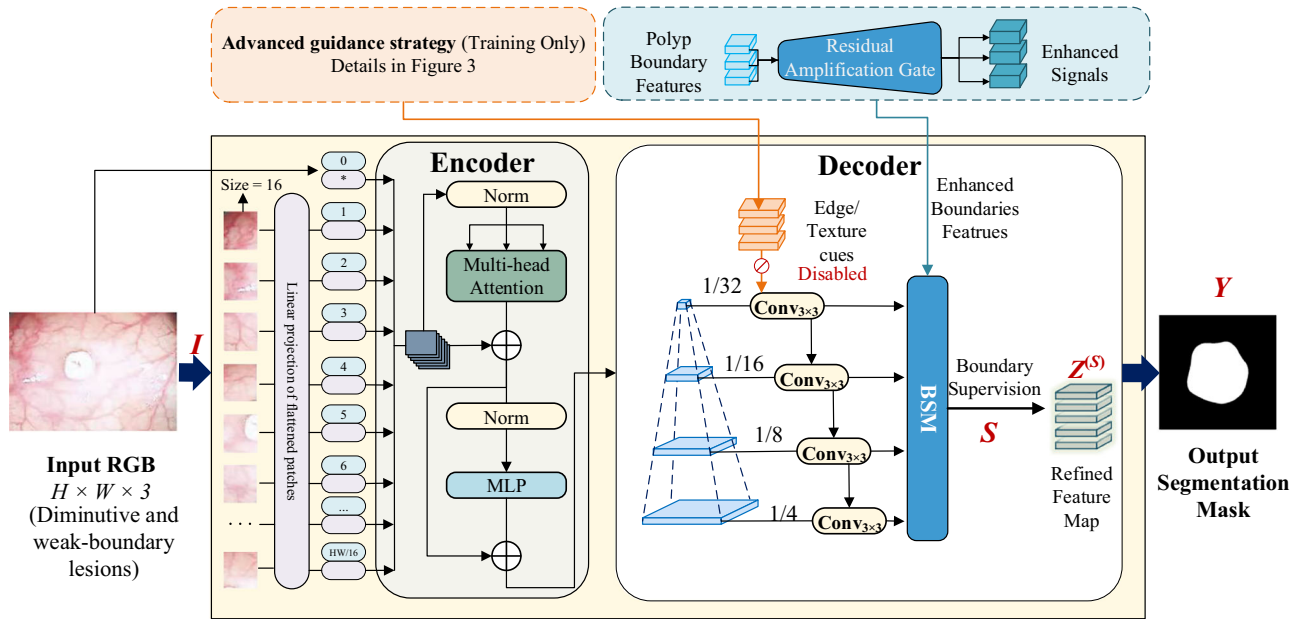 Advanced guidance strategy (Training Only)
Details in Figure 3
Polyp
Boundary
Features
Residual
Amplification Gate
Enhanced
Signals
Encoder
Decoder
Size = 16
Linear projection of flattened patches
0
*
1
2
3
4
5
6
...
HW/16
· · ·
Norm
Multi-head
Attention
Norm
MLP
Edge/
Texture
cues
Disabled
Enhanced
Boundaries
Featrues
1/32
Conv3×3
1/16
Conv3×3
1/8
Conv3×3
1/4
Conv3×3
BSM
Boundary
Supervision
S
Z(S)
Refined
Feature
Map
I
Input RGB
H × W × 3
(Diminutive and
weak-boundary
lesions)
Y
Output
Segmentation
Mask